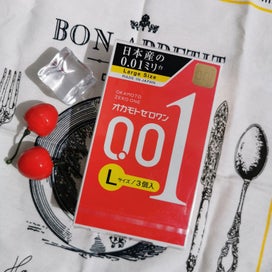 BON APPETIT
日本産の
0.01ミリ
Large Size
MADE IN JAPAN
OKAMOTO
ZERO ONE
オカモトゼロワン
0.01
Lサイズ/3個入